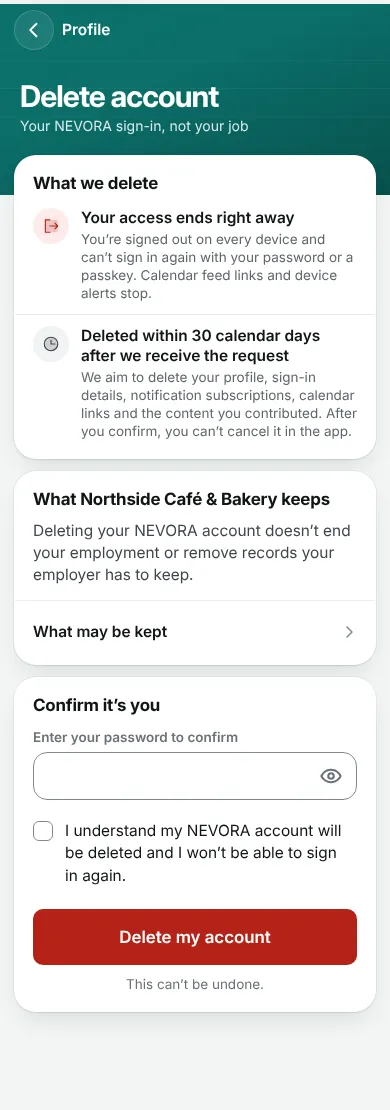 Profile
Delete account
Your NEVORA sign-in, not your job
What we delete
Your access ends right away
You’re signed out on every device and
can’t sign in again with your password or a
passkey. Calendar feed links and device
alerts stop.
Deleted within 30 calendar days
after we receive the request
We aim to delete your profile, sign-in
details, notification subscriptions, calendar
links and the content you contributed. After
you confirm, you can’t cancel it in the app.
What Northside Café & Bakery keeps
Deleting your NEVORA account doesn’t end
your employment or remove records your
employer has to keep.
What may be kept
Confirm it’s you
Enter your password to confirm
I understand my NEVORA account will
be deleted and I won’t be able to sign
in again.
Delete my account
This can’t be undone.